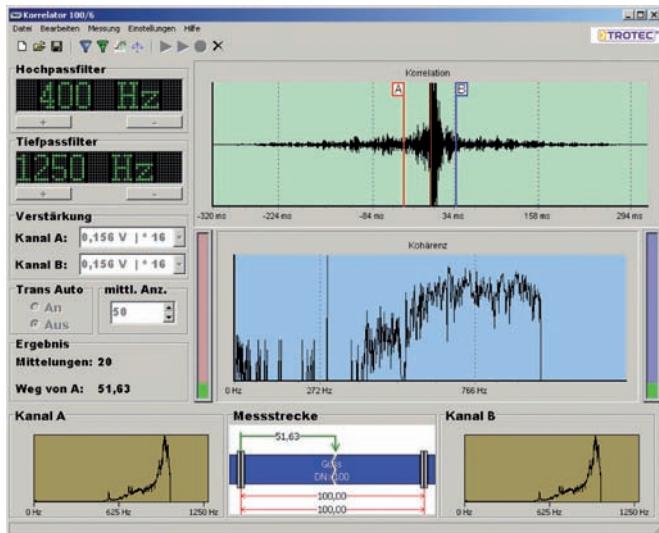 Korrelator 100/6
Datei Bearbeiten Messung Einstellungen Hilfe
TROTEC
Hochpassfilter
400 Hz
+ -
Tiefpassfilter
1250 Hz
+ -
Verstärkung
Kanal A: 0,156 V | * 16
Kanal B: 0,156 V | * 16
Trans Auto
An
Aus
mittl. Anz.
50
Ergebnis
Mittelungen: 20
Weg von A: 51,63
Korrelation
A B
-320 ms -224 ms -84 ms 34 ms 158 ms 294 ms
Kohärenz
0 Hz 272 Hz 766 Hz
Kanal A
0 Hz 625 Hz 1250 Hz
Messstrecke
51,63
Guss
100,00
100,00
Kanal B
0 Hz 625 Hz 1250 Hz